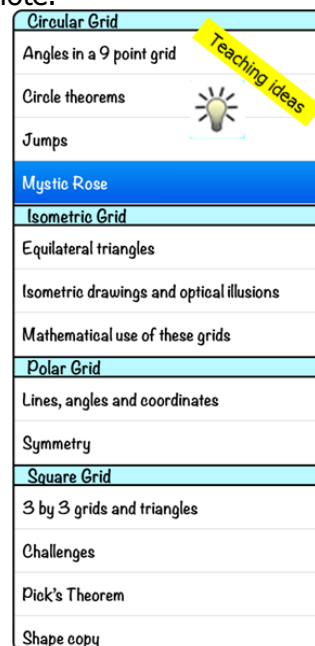 note:
Circular Grid
Teaching ideas
Angles in a 9 point grid
Circle theorems
Jumps
Mystic Rose
Isometric Grid
Equilateral triangles
Isometric drawings and optical illusions
Mathematical use of these grids
Polar Grid
Lines, angles and coordinates
Symmetry
Square Grid
3 by 3 grids and triangles
Challenges
Pick's Theorem
Shape copy